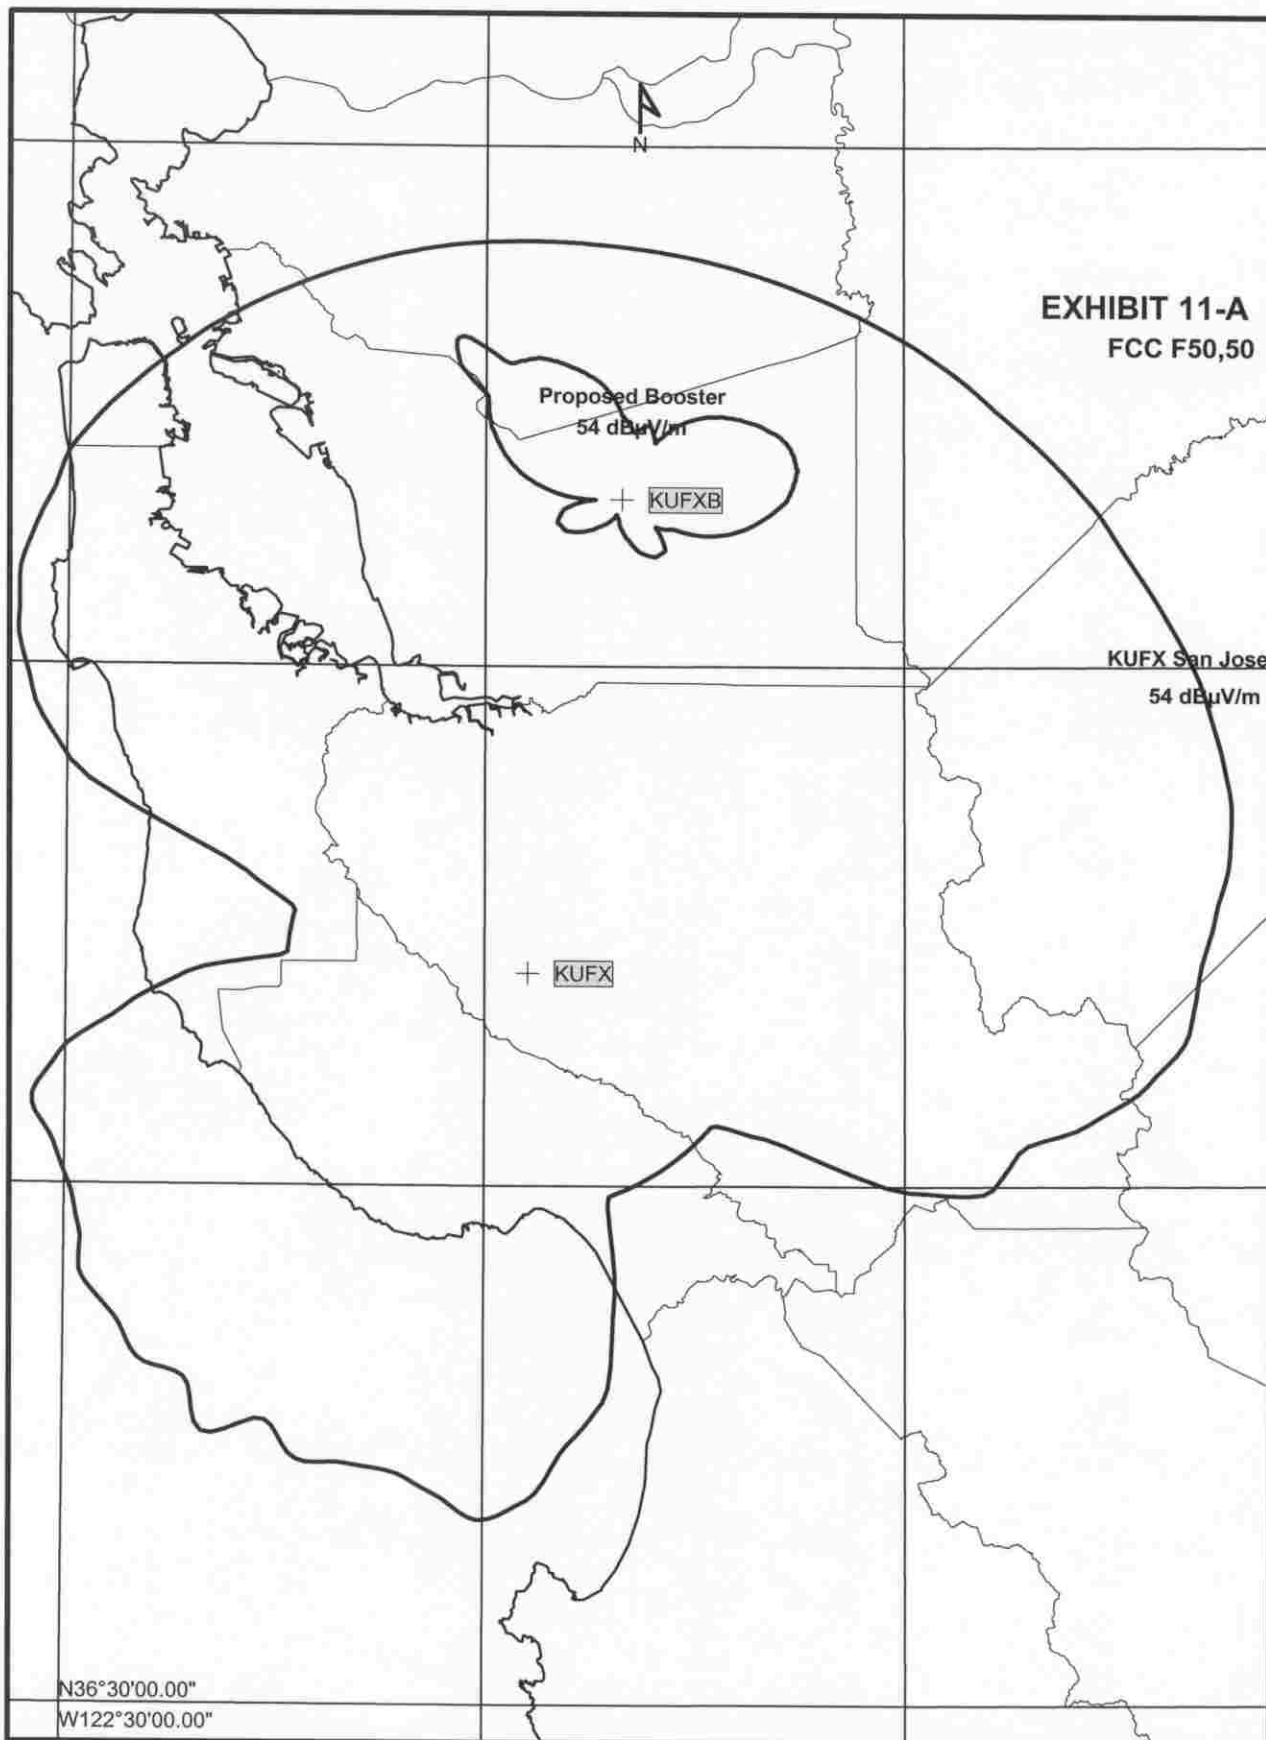 N
EXHIBIT 11-A
FCC F50,50
Proposed Booster
54 dBµV/m
KUFXB
KUFX San Jose
54 dBµV/m
KUFX
N36°30'00.00"
W122°30'00.00"